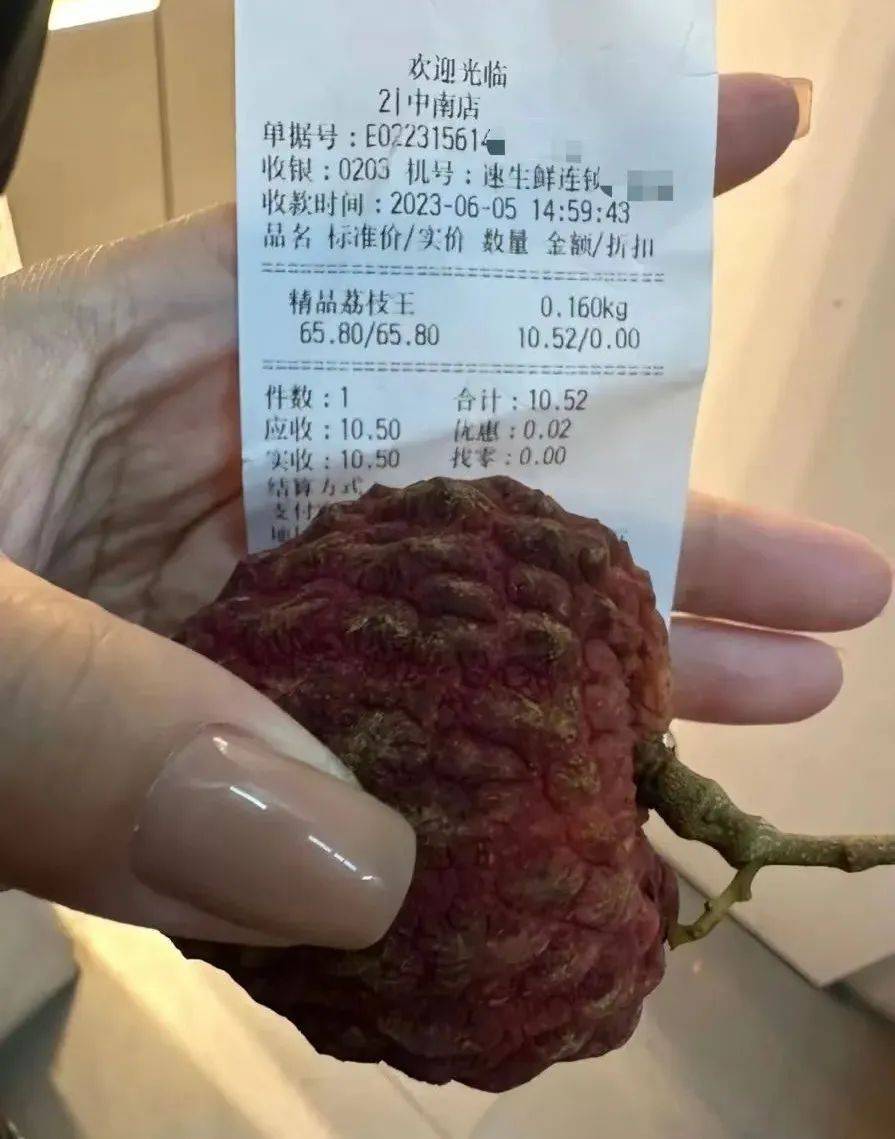 欢迎光临
21中南店
单据号：E022315614
收银：0203 机号：速生鲜连锁
收款时间：2023-06-05 14:59:43
品名 标准价/实价 数量 金额/折扣
精品荔枝王 0.160kg
65.80/65.80 10.52/0.00
件数：1 合计：10.52
应收：10.50 优惠：0.02
实收：10.50 找零：0.00
结算方式
支付